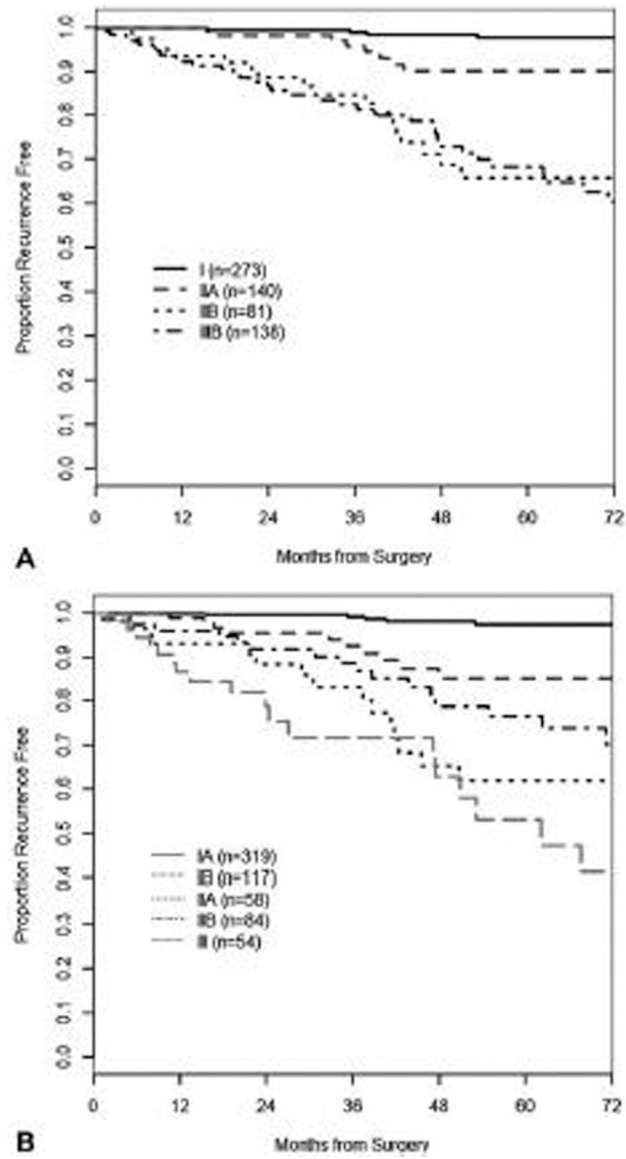 1.0
0.9
0.8
0.7
0.6
0.5
0.4
0.3
0.2
0.1
0.0
Proportion Recurrence Free
I (n=273)
IIA (n=140)
IIB (n=81)
IIIB (n=138)
0 12 24 36 48 60 72
Months from Surgery
A
1.0
0.9
0.8
0.7
0.6
0.5
0.4
0.3
0.2
0.1
0.0
Proportion Recurrence Free
IA (n=319)
IB (n=117)
IIA (n=58)
IIB (n=84)
III (n=54)
0 12 24 36 48 60 72
Months from Surgery
B